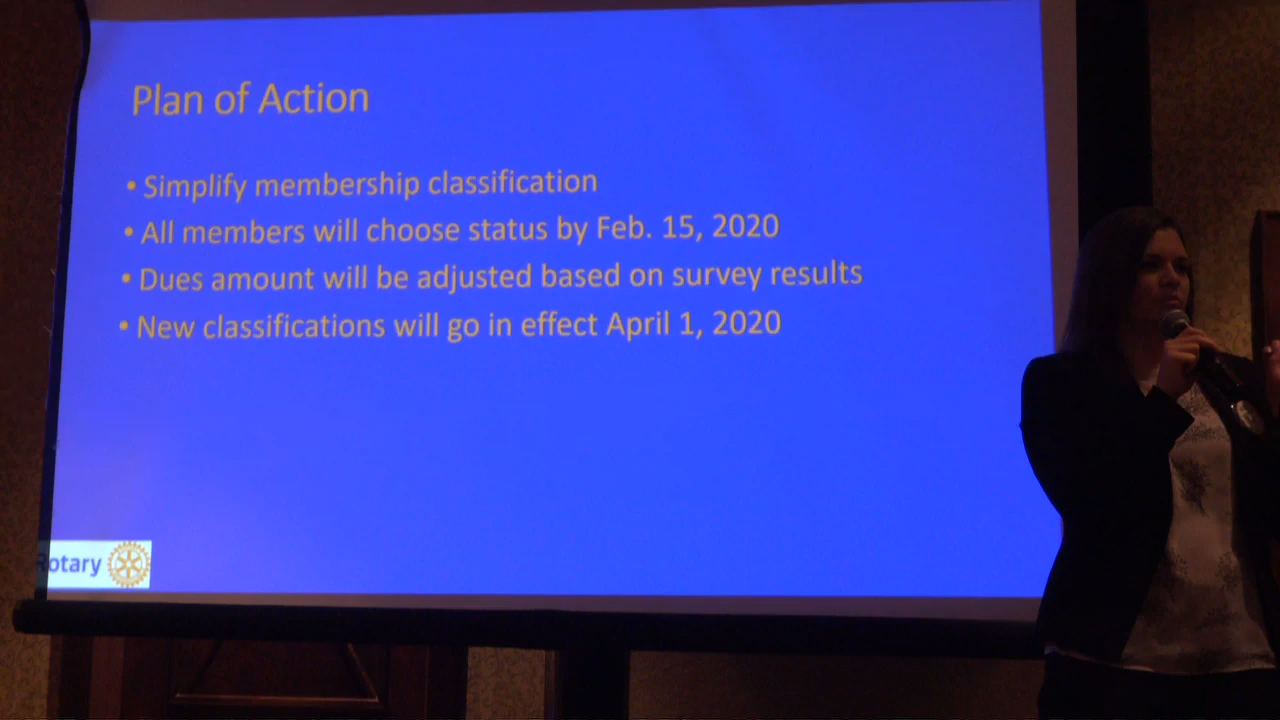 Plan of Action
• Simplify membership classification
• All members will choose status by Feb. 15, 2020
• Dues amount will be adjusted based on survey results
• New classifications will go in effect April 1, 2020
Rotary